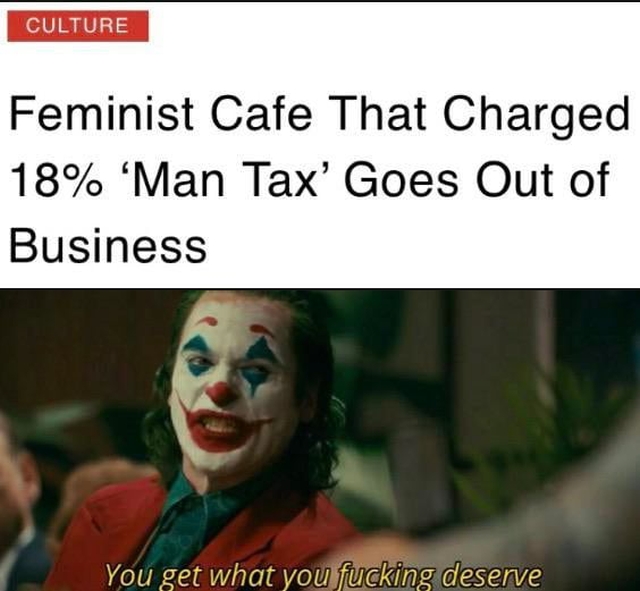 CULTURE
Feminist Cafe That Charged
18% ‘Man Tax’ Goes Out of
Business
You get what you fucking deserve